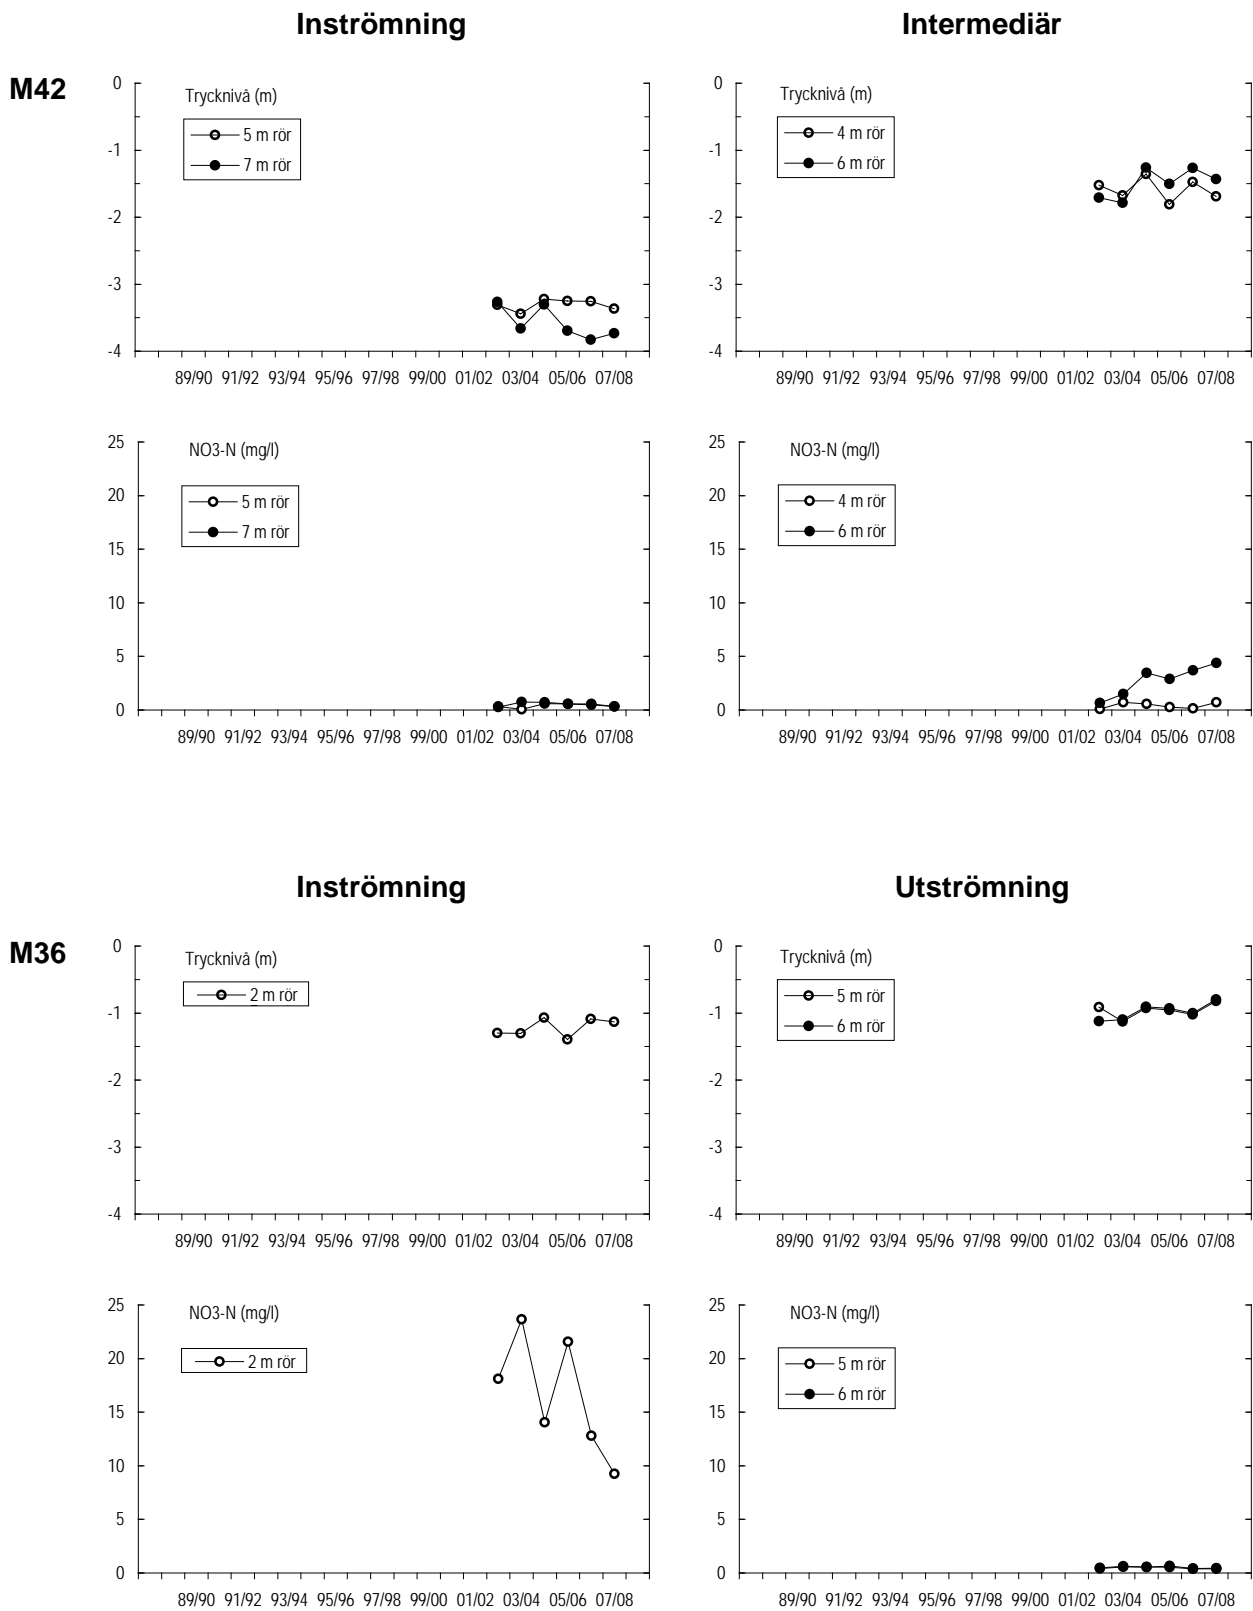 Inströmning Intermediär
M42
0
-1
-2
-3
-4
Trycknivå (m)
5 m rör
7 m rör
89/90 91/92 93/94 95/96 97/98 99/00 01/02 03/04 05/06 07/08
0
-1
-2
-3
-4
Trycknivå (m)
4 m rör
6 m rör
89/90 91/92 93/94 95/96 97/98 99/00 01/02 03/04 05/06 07/08
25
20
15
10
5
0
NO3-N (mg/l)
5 m rör
7 m rör
89/90 91/92 93/94 95/96 97/98 99/00 01/02 03/04 05/06 07/08
25
20
15
10
5
0
NO3-N (mg/l)
4 m rör
6 m rör
89/90 91/92 93/94 95/96 97/98 99/00 01/02 03/04 05/06 07/08
Inströmning Utströmning
M36
0
-1
-2
-3
-4
Trycknivå (m)
2 m rör
89/90 91/92 93/94 95/96 97/98 99/00 01/02 03/04 05/06 07/08
0
-1
-2
-3
-4
Trycknivå (m)
5 m rör
6 m rör
89/90 91/92 93/94 95/96 97/98 99/00 01/02 03/04 05/06 07/08
25
20
15
10
5
0
NO3-N (mg/l)
2 m rör
89/90 91/92 93/94 95/96 97/98 99/00 01/02 03/04 05/06 07/08
25
20
15
10
5
0
NO3-N (mg/l)
5 m rör
6 m rör
89/90 91/92 93/94 95/96 97/98 99/00 01/02 03/04 05/06 07/08